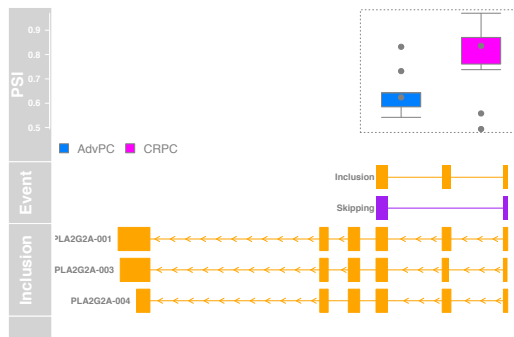 PSI
0.9
0.8
0.7
0.6
0.5
AdvPC CRPC
Event
Inclusion
Skipping
Inclusion
PLA2G2A-001
PLA2G2A-003
PLA2G2A-004